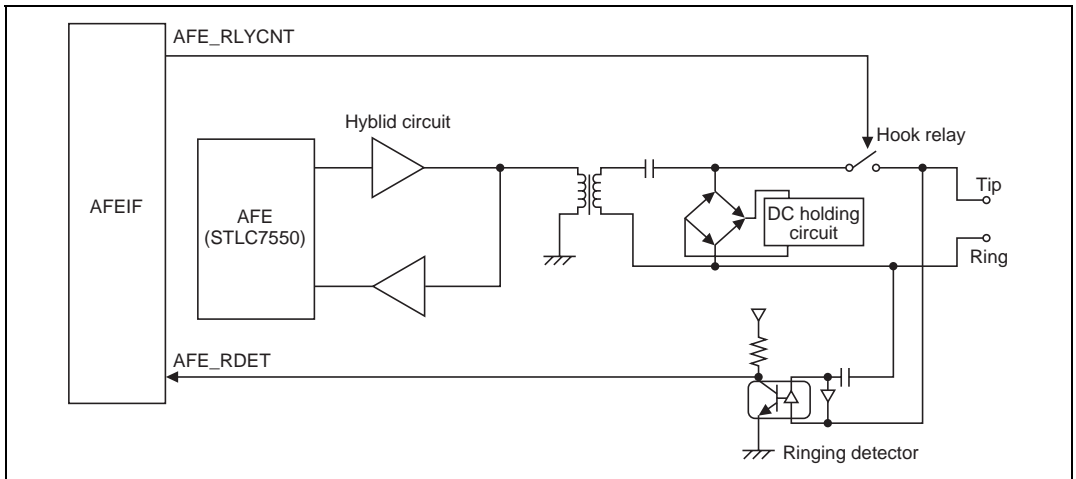 AFE_RLYCNT
Hyblid circuit
Hook relay
AFEIF
AFE
(STLC7550)
Tip
DC holding
circuit
Ring
AFE_RDET
Ringing detector